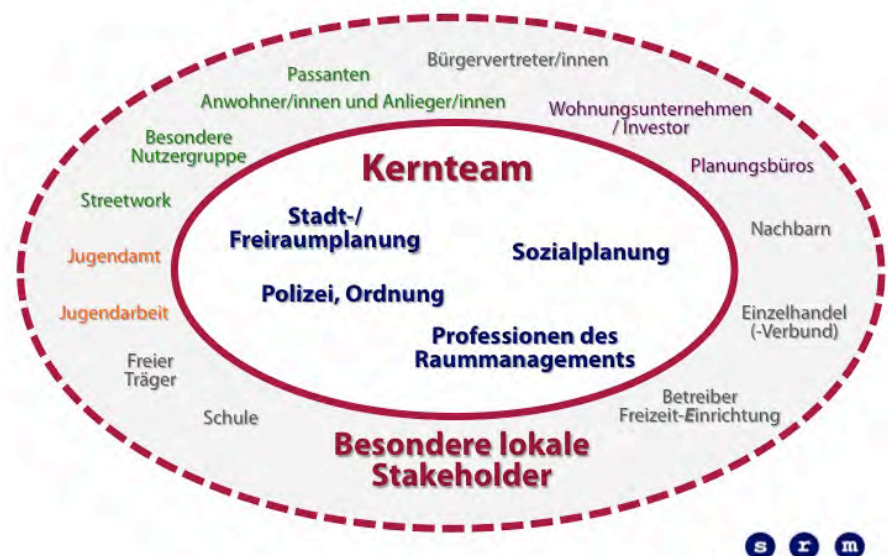 Bürgervertreter/innen
Passanten
Anwohner/innen und Anlieger/innen
Wohnungsunternehmen
/ Investor
Besondere
Nutzergruppe
Kernteam
Planungsbüros
Streetwork
Stadt-/
Freiraumplanung
Nachbarn
Sozialplanung
Jugendamt
Polizei, Ordnung
Jugendarbeit
Einzelhandel
(-Verbund)
Professionen des
Raummanagements
Freier
Träger
Betreiber
Freizeit-Einrichtung
Schule
Besondere lokale
Stakeholder
s r m